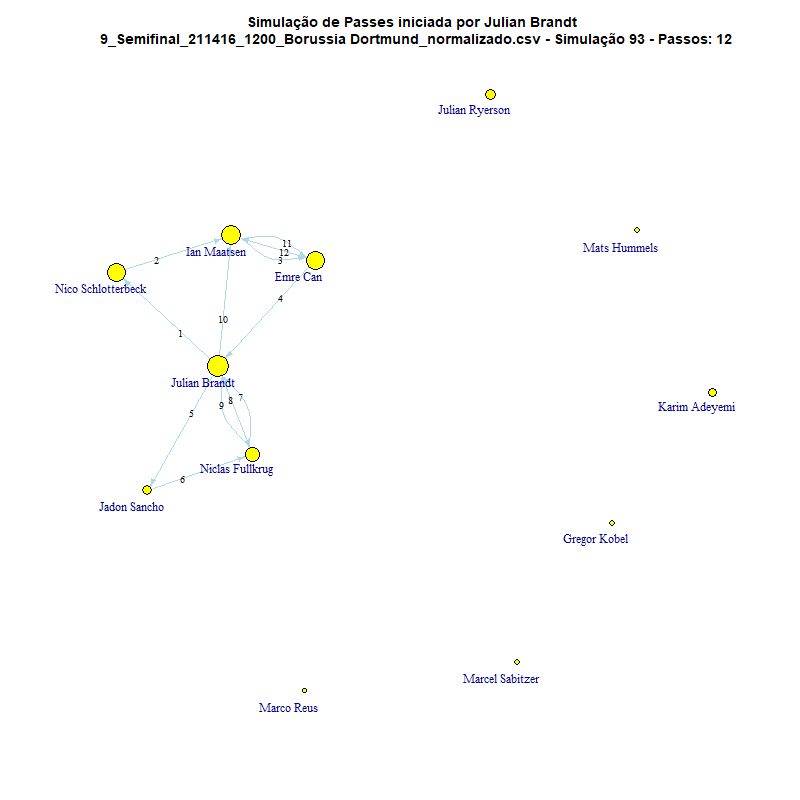 Simulação de Passes iniciada por Julian Brandt
9_Semifinal_211416_1200_Borussia Dortmund_normalizado.csv - Simulação 93 - Passos: 12
Julian Ryerson
Mats Hummels
Ian Maatsen
11
12
3
2
Emre Can
Nico Schlotterbeck
4
10
1
Julian Brandt
7
8
9
5
Karim Adeyemi
Niclas Fullkrug
6
Jadon Sancho
Gregor Kobel
Marcel Sabitzer
Marco Reus